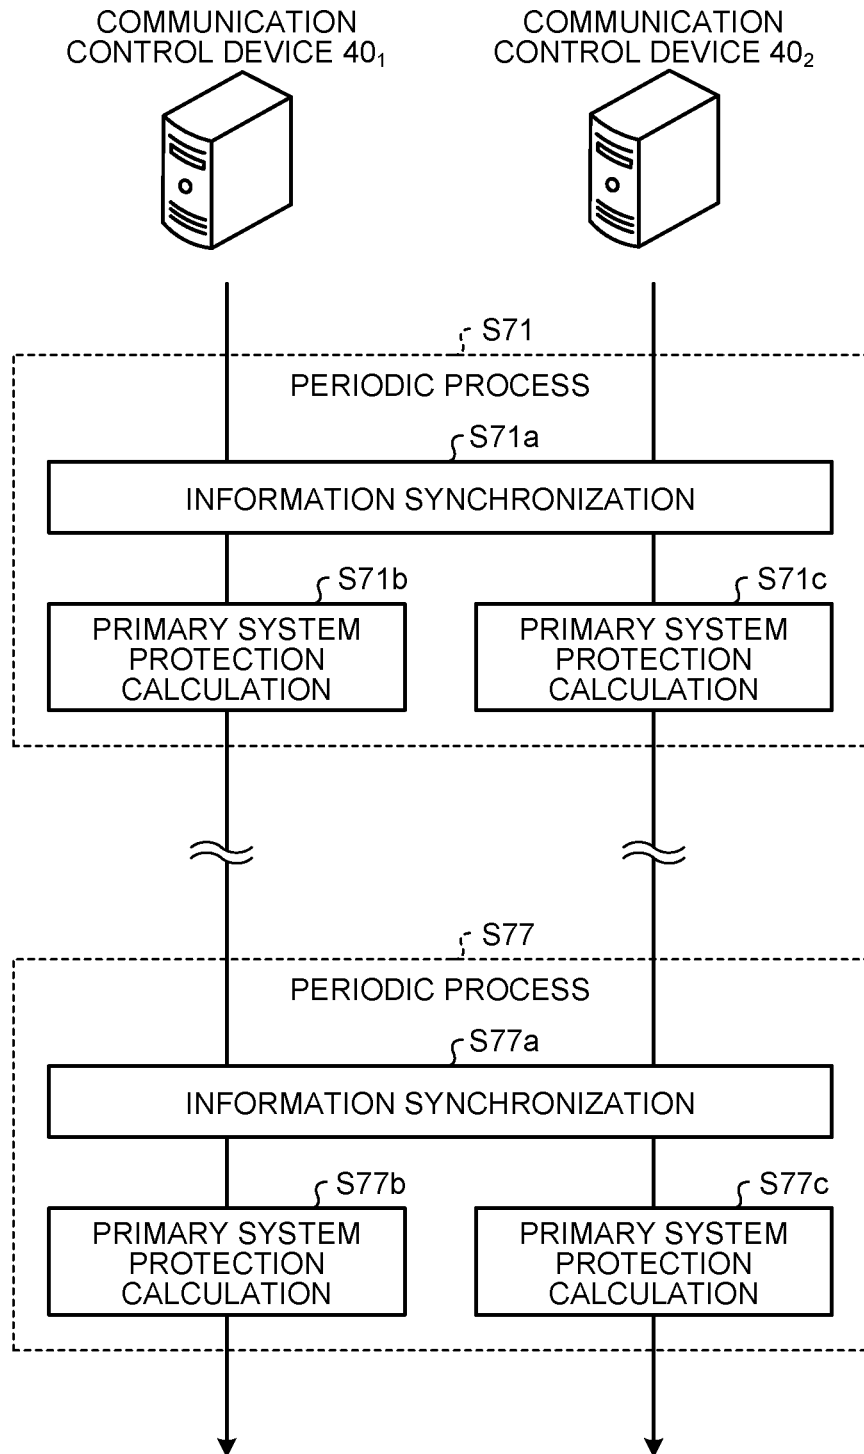 COMMUNICATION
CONTROL DEVICE 40₁
COMMUNICATION
CONTROL DEVICE 40₂
S71
PERIODIC PROCESS
S71a
INFORMATION SYNCHRONIZATION
S71b
PRIMARY SYSTEM
PROTECTION
CALCULATION
S71c
PRIMARY SYSTEM
PROTECTION
CALCULATION
S77
PERIODIC PROCESS
S77a
INFORMATION SYNCHRONIZATION
S77b
PRIMARY SYSTEM
PROTECTION
CALCULATION
S77c
PRIMARY SYSTEM
PROTECTION
CALCULATION